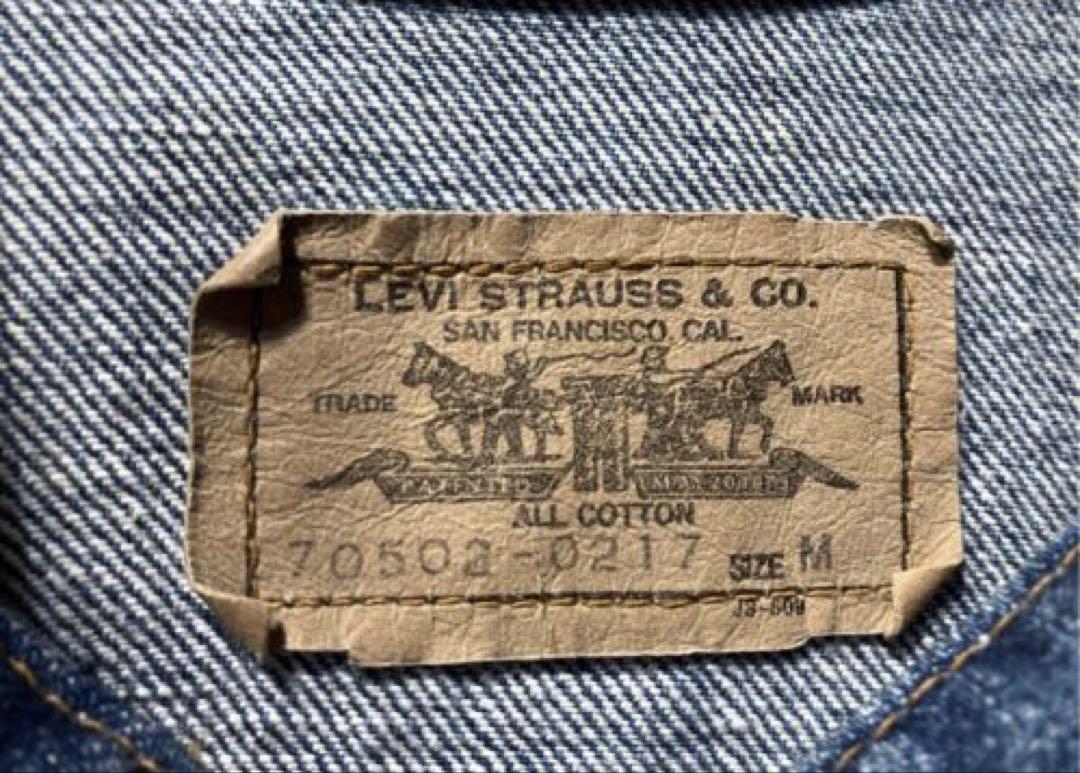 LEVI STRAUSS & CO.
SAN FRANCISCO, CAL.
TRADE MARK
ALL COTTON
70502-0217 SIZE M